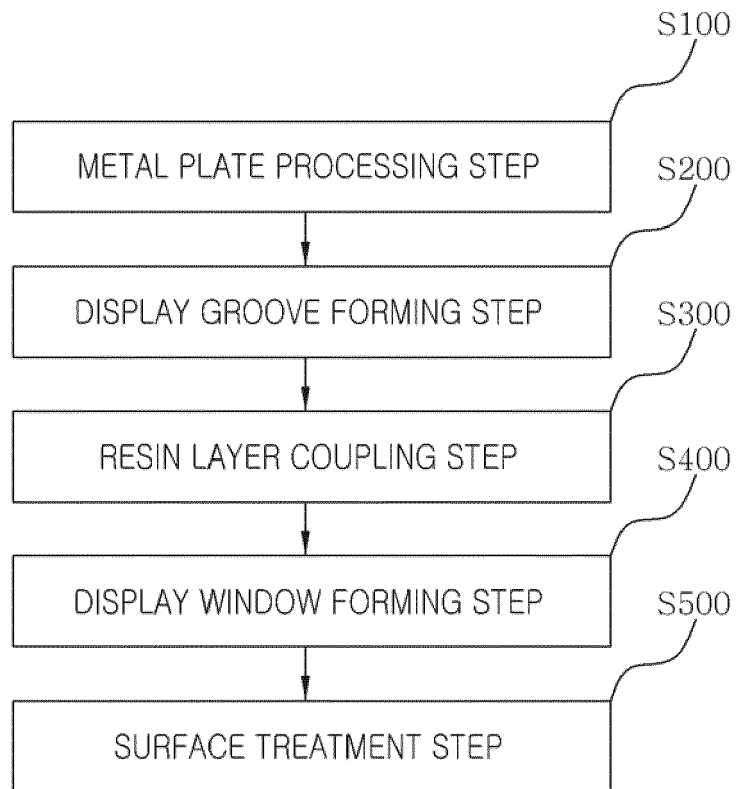 S100
METAL PLATE PROCESSING STEP
S200
DISPLAY GROOVE FORMING STEP
S300
RESIN LAYER COUPLING STEP
S400
DISPLAY WINDOW FORMING STEP
S500
SURFACE TREATMENT STEP